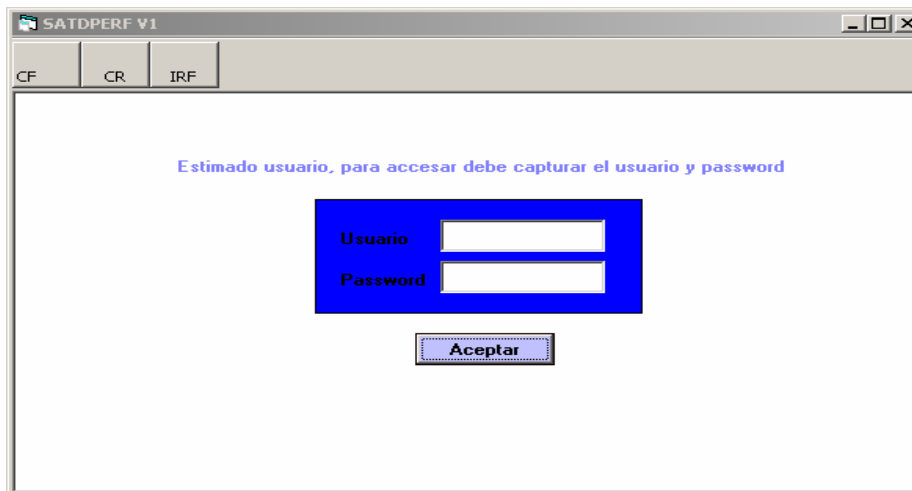 SATDPERF V1
CF CR IRF
Estimado usuario, para accesar debe capturar el usuario y password
Usuario
Password
Aceptar